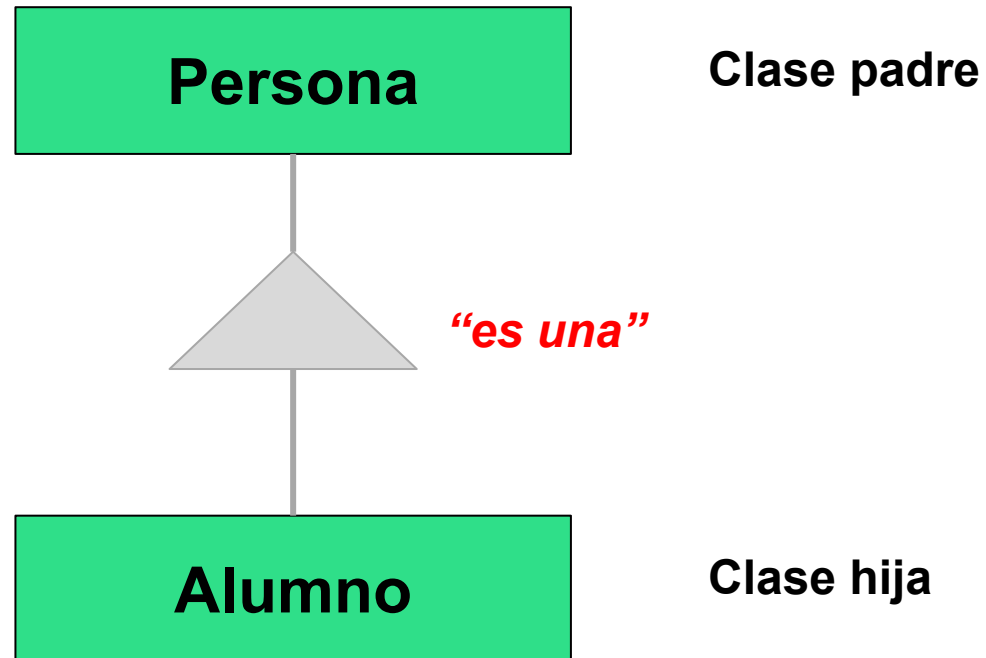 Persona
Clase padre
“es una”
Alumno
Clase hija